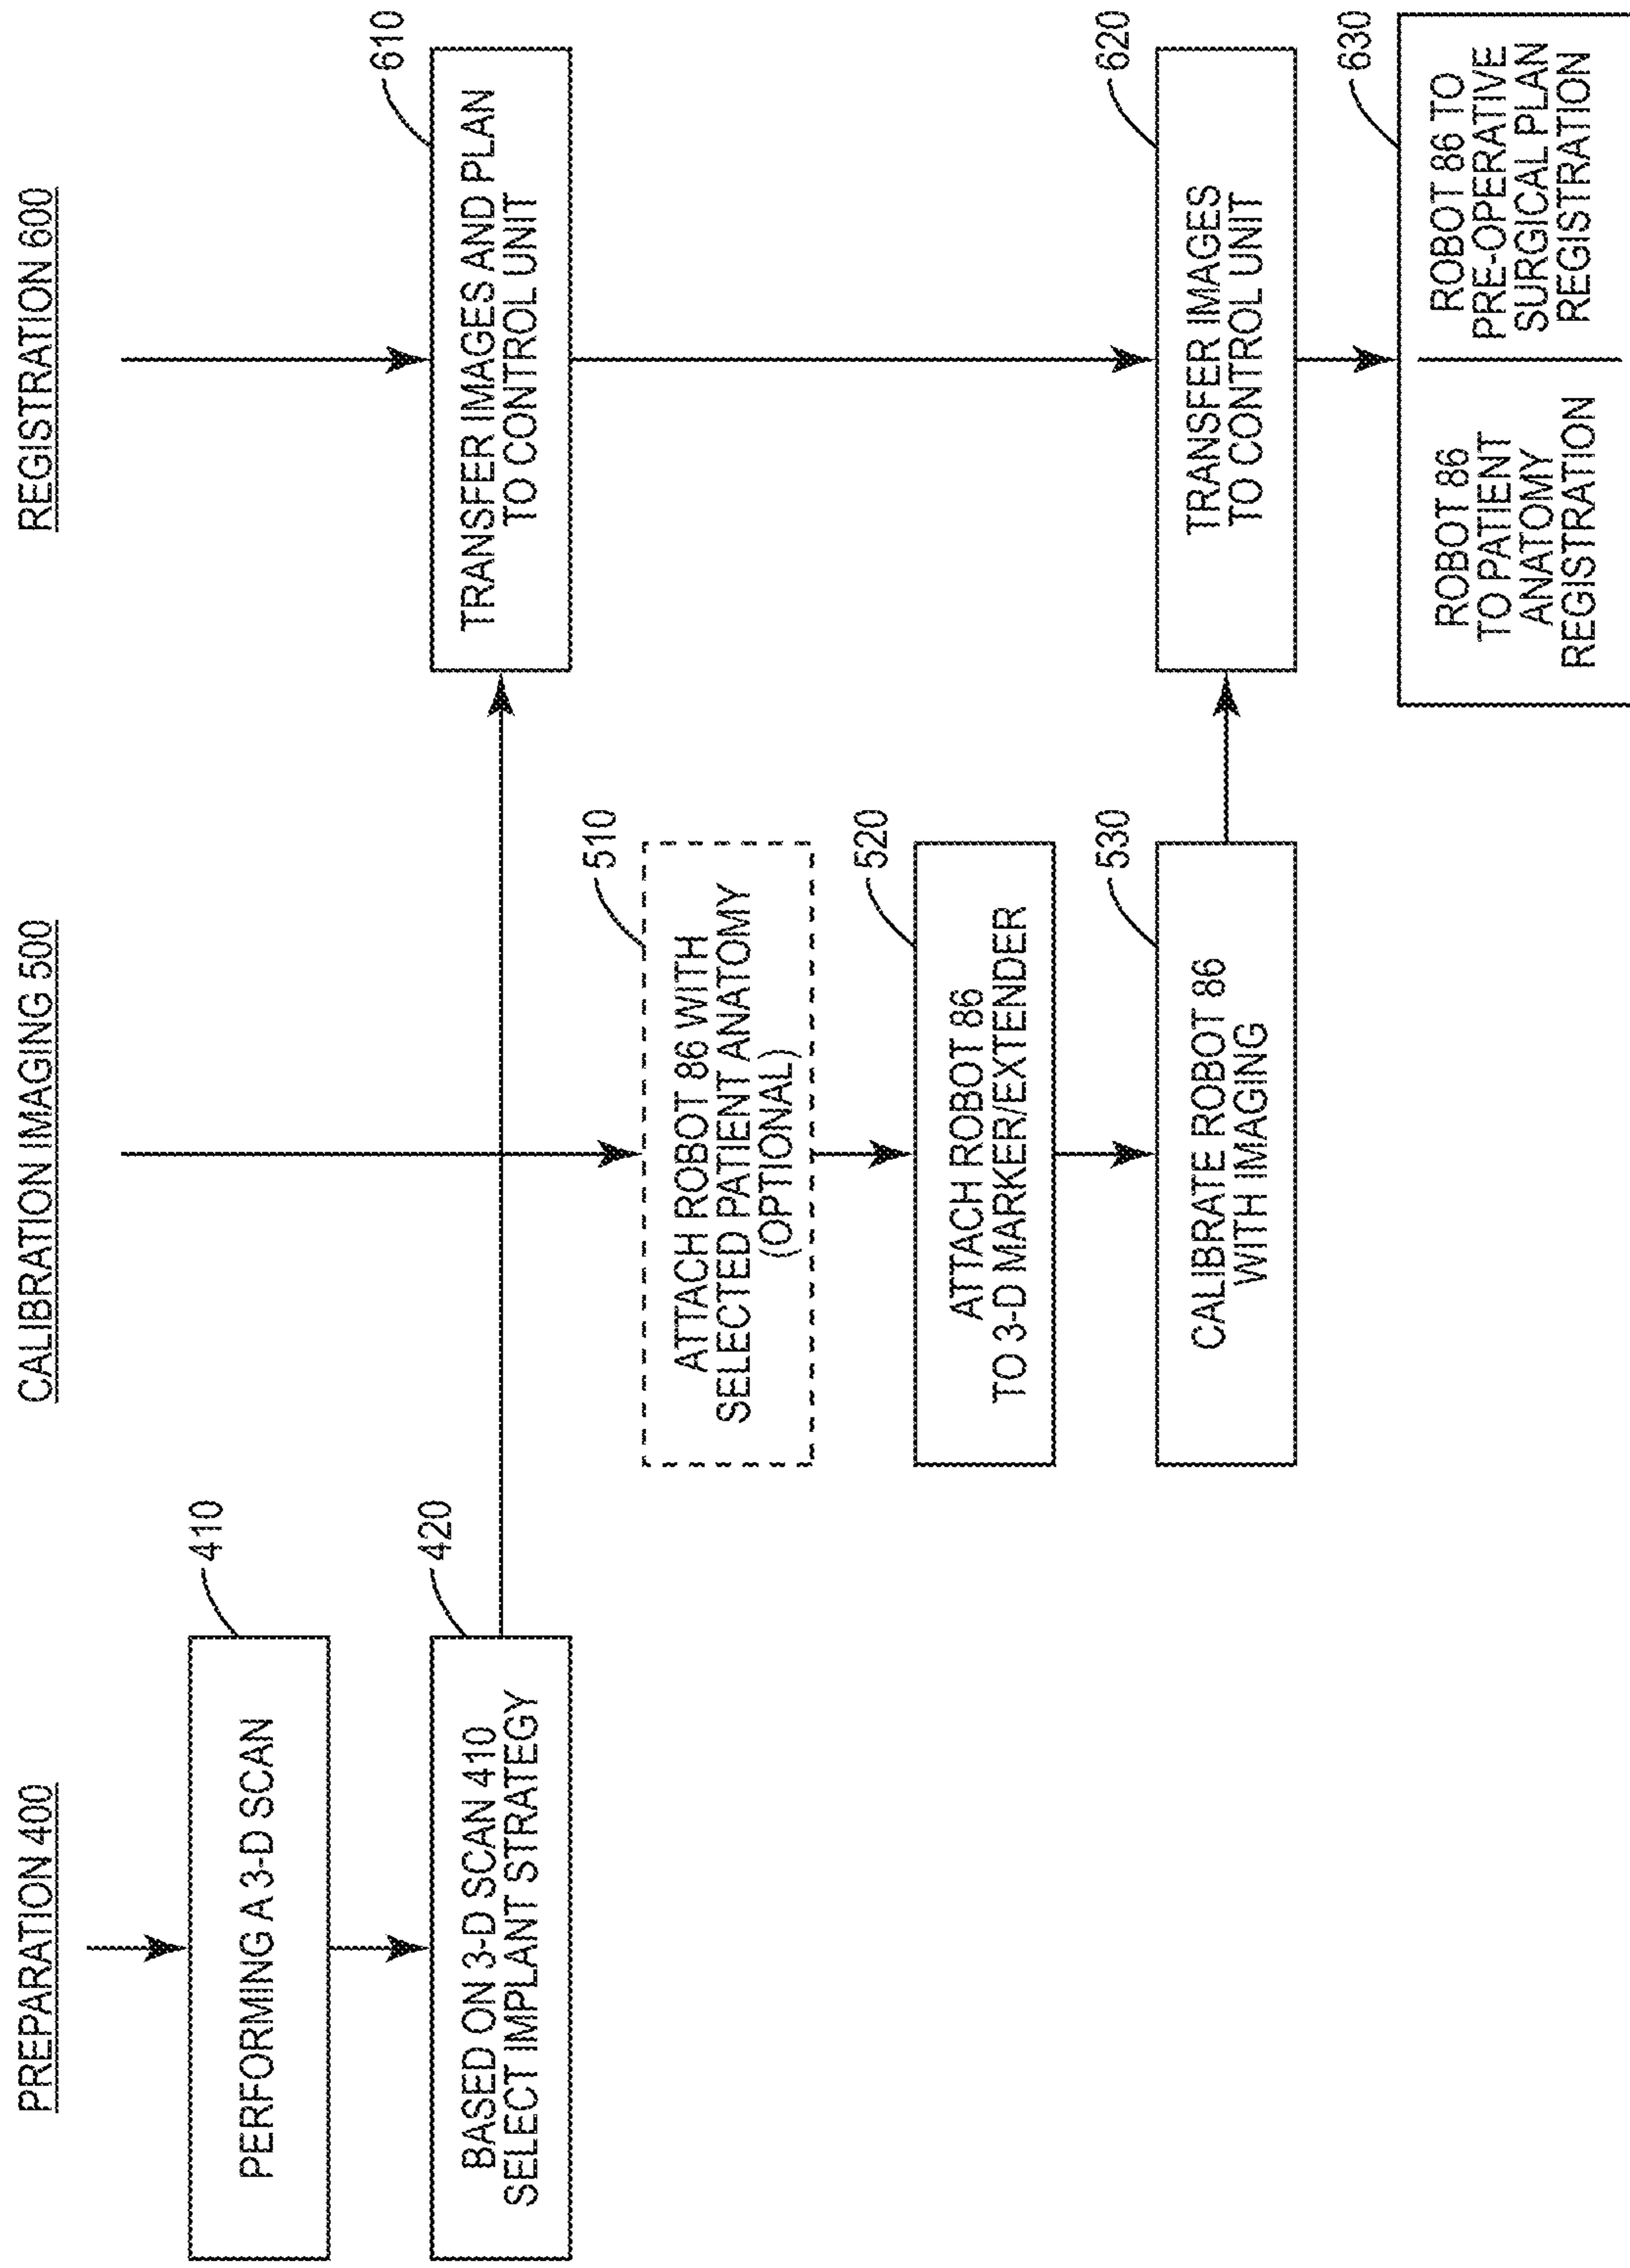 PREPARATION 400
410
PERFORMING A 3-D SCAN
420
BASED ON 3-D SCAN 410
SELECT IMPLANT STRATEGY
CALIBRATION IMAGING 500
510
ATTACH ROBOT 86 WITH
SELECTED PATIENT ANATOMY
(OPTIONAL)
520
ATTACH ROBOT 86
TO 3-D MARKER/EXTENDER
530
CALIBRATE ROBOT 86
WITH IMAGING
REGISTRATION 600
610
TRANSFER IMAGES AND PLAN
TO CONTROL UNIT
620
TRANSFER IMAGES
TO CONTROL UNIT
630
ROBOT 86
TO PATIENT
ANATOMY
REGISTRATION
ROBOT 86 TO
PRE-OPERATIVE
SURGICAL PLAN
REGISTRATION